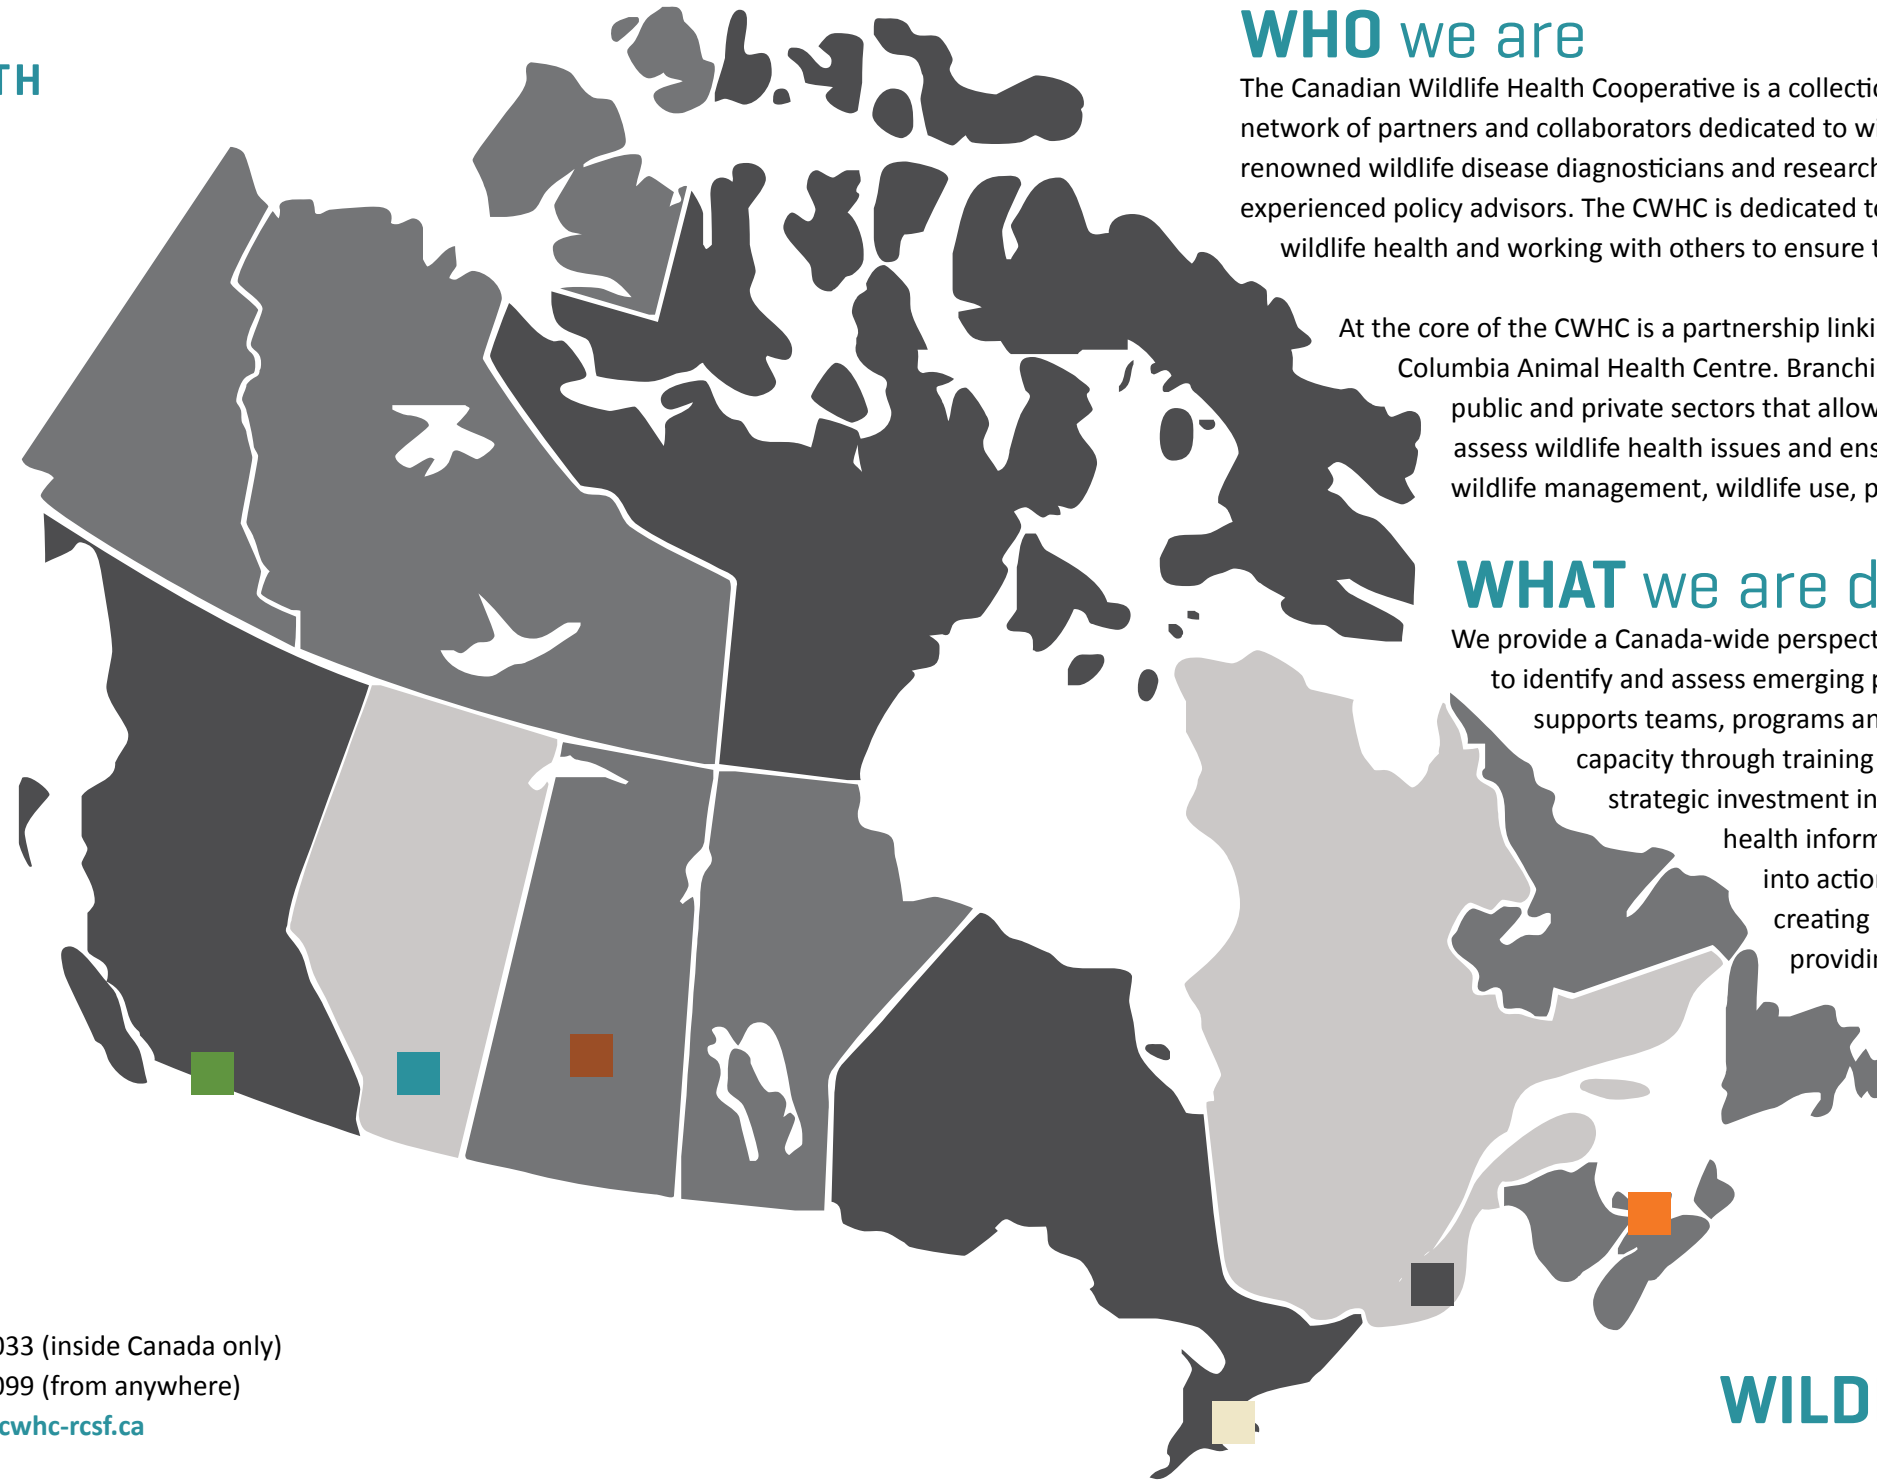 TH
WHO we are
The Canadian Wildlife Health Cooperative is a collectio
network of partners and collaborators dedicated to wi
renowned wildlife disease diagnosticians and research
experienced policy advisors. The CWHC is dedicated to
wildlife health and working with others to ensure t
At the core of the CWHC is a partnership linki
Columbia Animal Health Centre. Branchi
public and private sectors that allow
assess wildlife health issues and ens
wildlife management, wildlife use, p
WHAT we are d
We provide a Canada-wide perspect
to identify and assess emerging p
supports teams, programs an
capacity through training
strategic investment in
health inform
into action
creating
providin
033 (inside Canada only)
099 (from anywhere)
cwhc-rcsf.ca
WILD